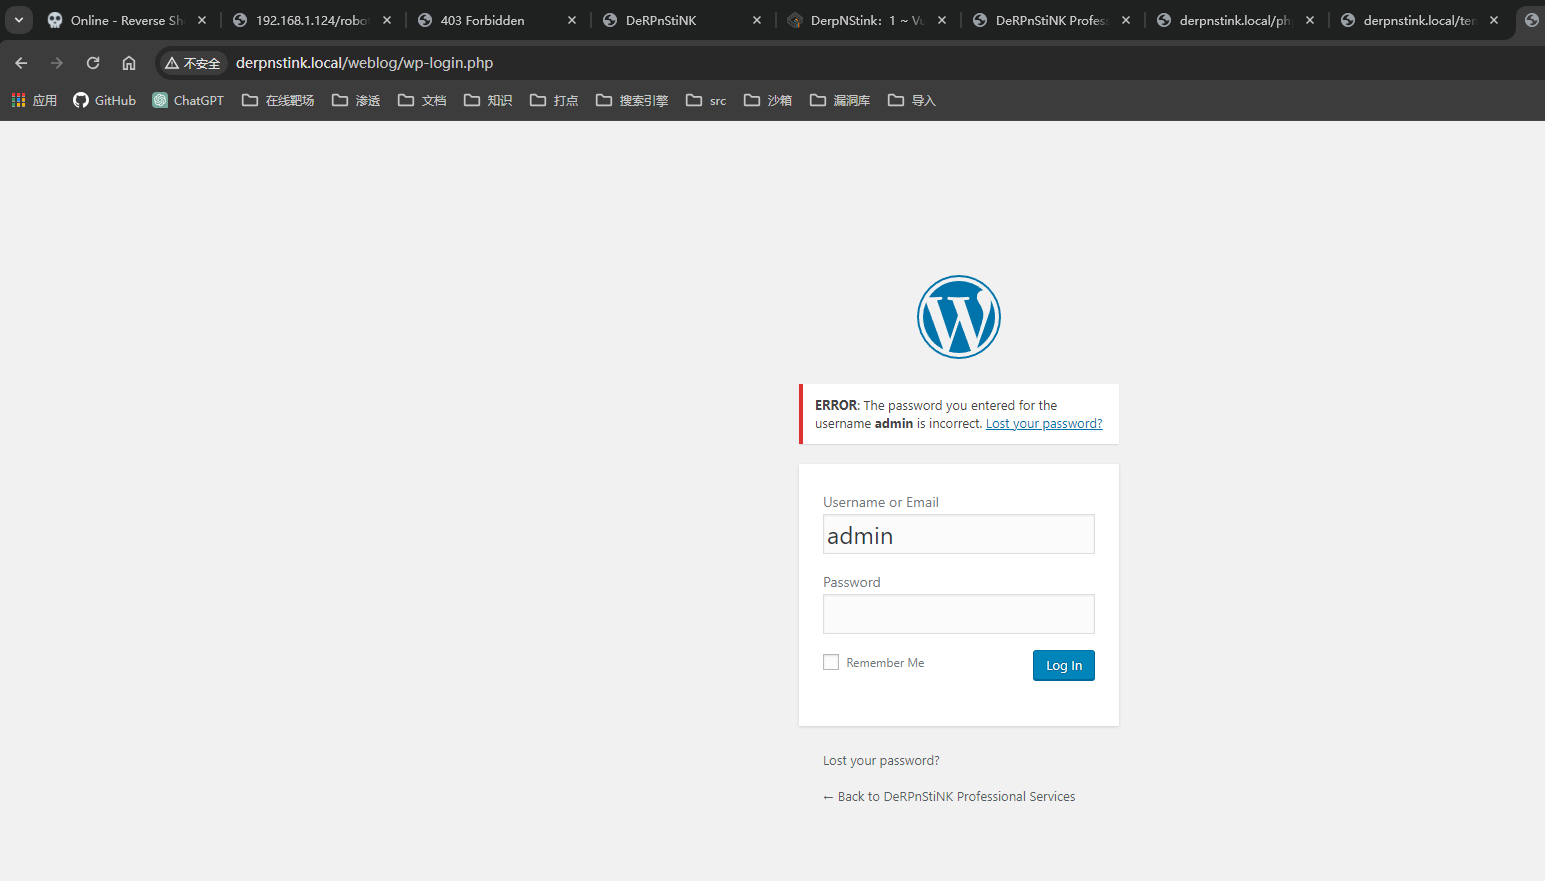 Online - Reverse Sh
192.168.1.124/robo
403 Forbidden
DeRPnStiNK
DerpNStink: 1 ~ Vu
DeRPnStiNK Profess
derpnstink.local/ph
derpnstink.local/ten
不安全
derpnstink.local/weblog/wp-login.php
应用
GitHub
ChatGPT
在线靶场
渗透
文档
知识
打点
搜索引擎
src
沙箱
漏洞库
导入
ERROR: The password you entered for the
username admin is incorrect. Lost your password?
Username or Email
admin
Password
Remember Me
Log In
Lost your password?
← Back to DeRPnStiNK Professional Services